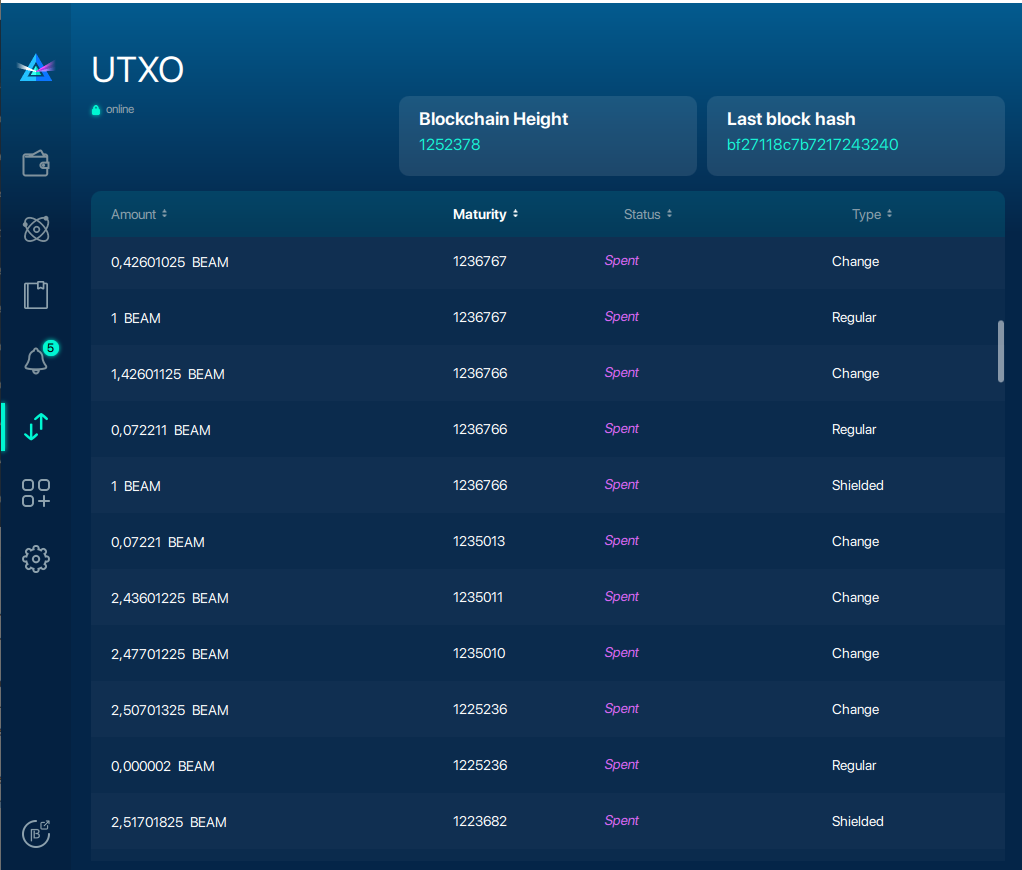 UTXO
online
Blockchain Height
1252378
Last block hash
bf27118c7b7217243240
Amount Maturity Status Type
0,42601025 BEAM 1236767 Spent Change
1 BEAM 1236767 Spent Regular
1,42601125 BEAM 1236766 Spent Change
0,072211 BEAM 1236766 Spent Regular
1 BEAM 1236766 Spent Shielded
0,07221 BEAM 1235013 Spent Change
2,43601225 BEAM 1235011 Spent Change
2,47701225 BEAM 1235010 Spent Change
2,50701325 BEAM 1225236 Spent Change
0,000002 BEAM 1225236 Spent Regular
2,51701825 BEAM 1223682 Spent Shielded
5